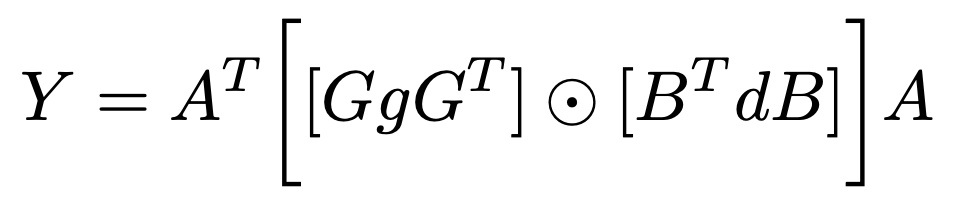 Y = A^T [[GgG^T] ⊙ [B^T dB]] A